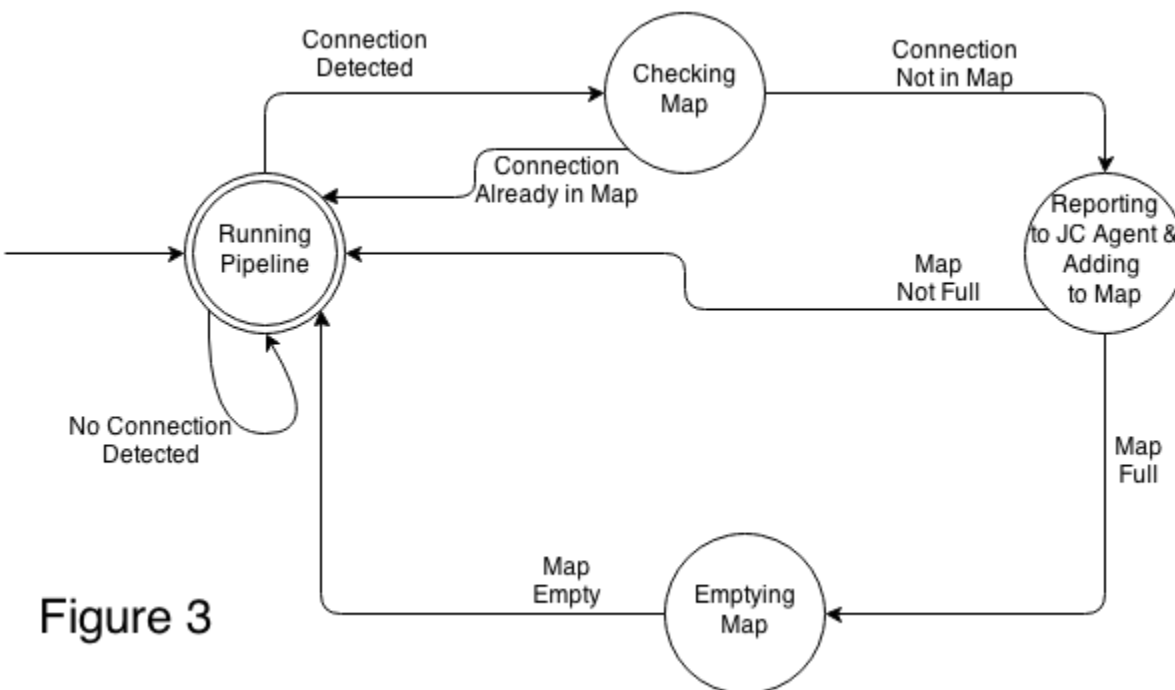 Connection
Detected
Checking
Map
Connection
Not in Map
Connection
Already in Map
Running
Pipeline
Reporting
to JC Agent &
Adding
to Map
Map
Not Full
No Connection
Detected
Map
Full
Map
Empty
Emptying
Map
Figure 3